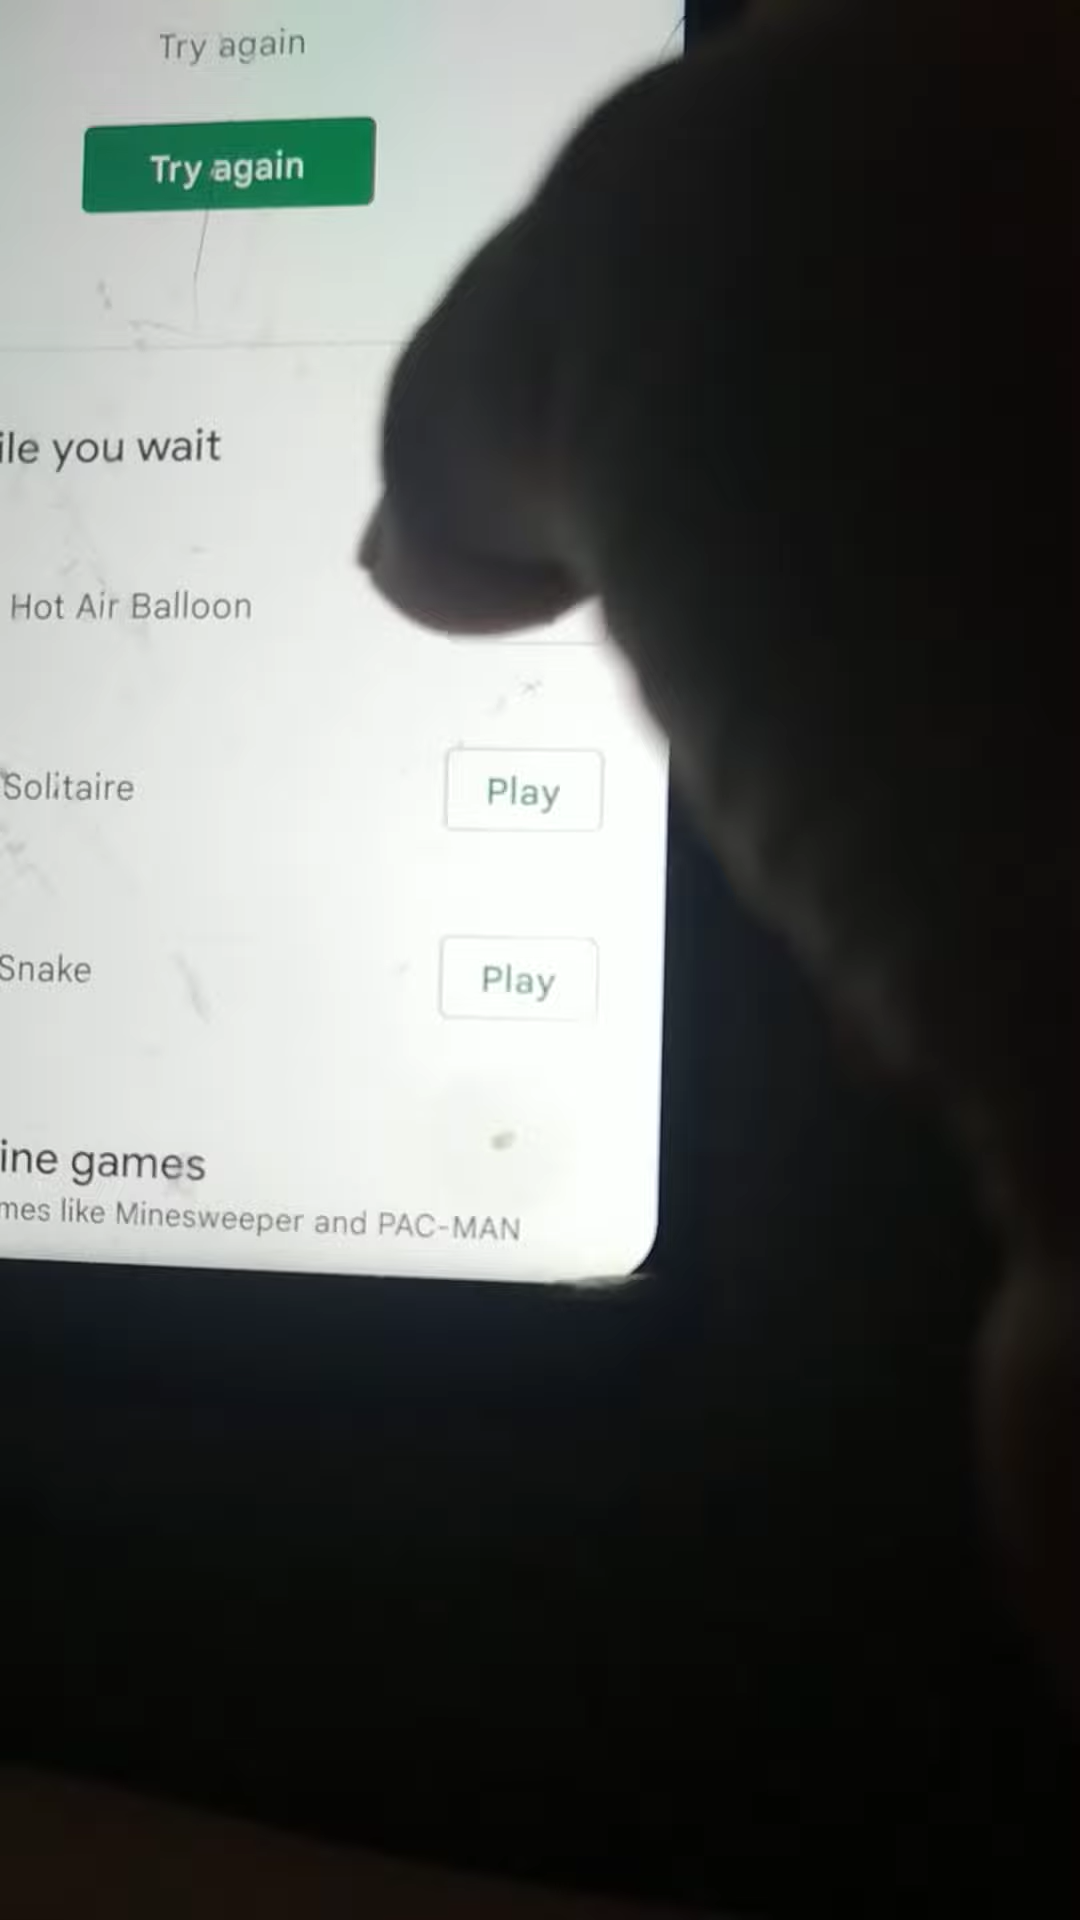 Try again
Try again
ile you wait
Hot Air Balloon
Solitaire
Play
Snake
Play
ine games
mes like Minesweeper and PAC-MAN